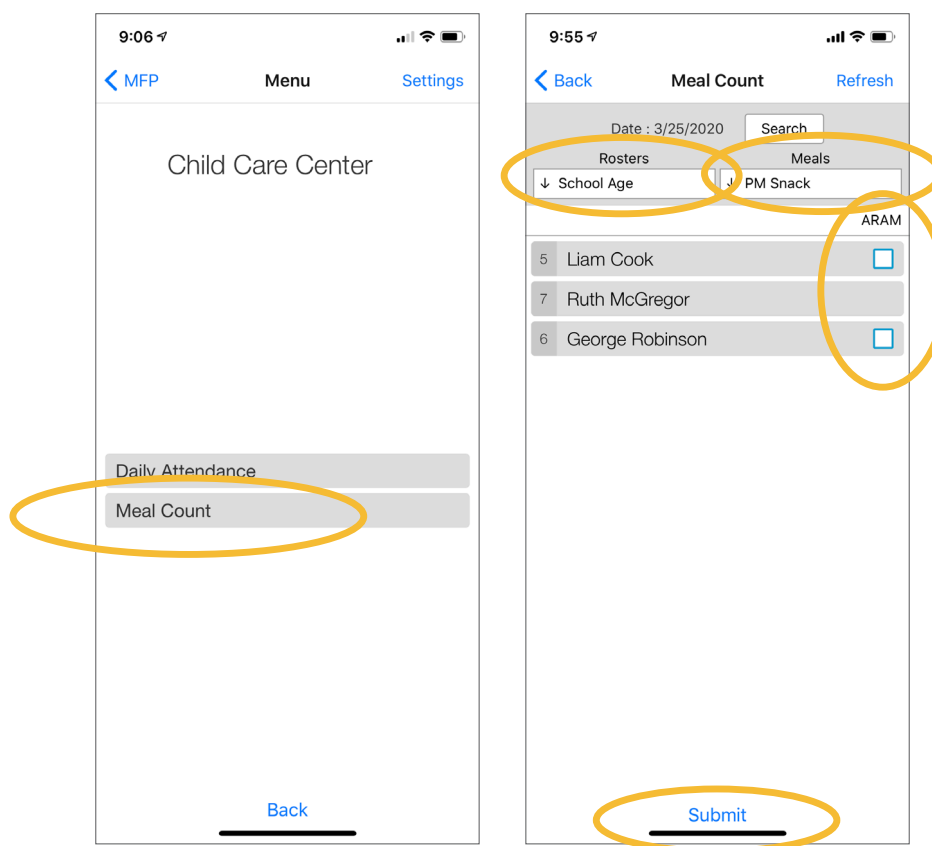 9:06
MFP Menu Settings
Child Care Center
Daily Attendance
Meal Count
Back
9:55
Back Meal Count Refresh
Date : 3/25/2020 Search
Rosters Meals
↓ School Age ↓ PM Snack
ARAM
5 Liam Cook
7 Ruth McGregor
6 George Robinson
Submit